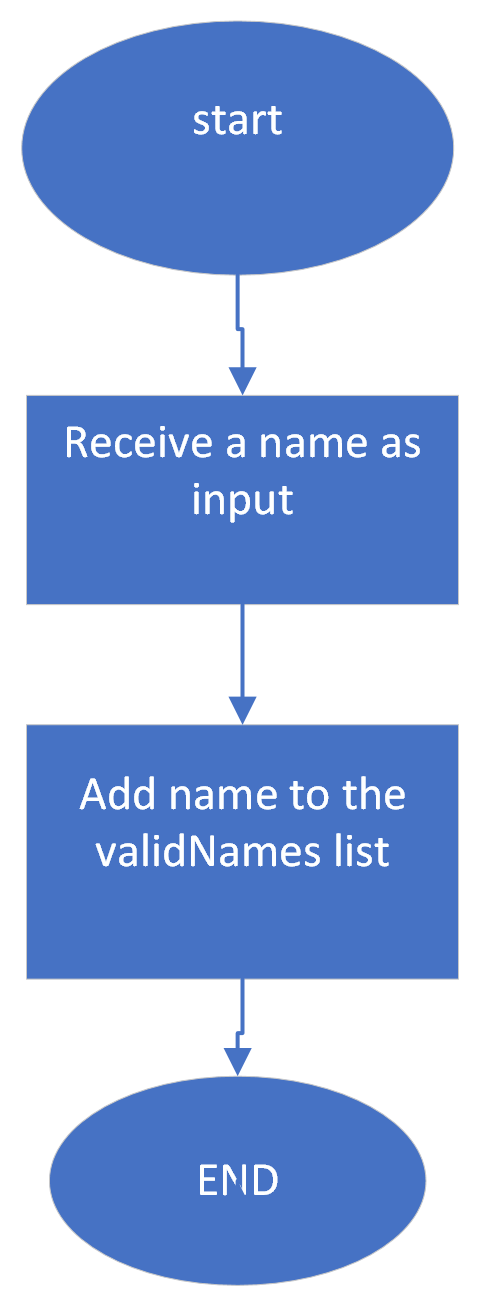 start
Receive a name as
input
Add name to the
validNames list
END